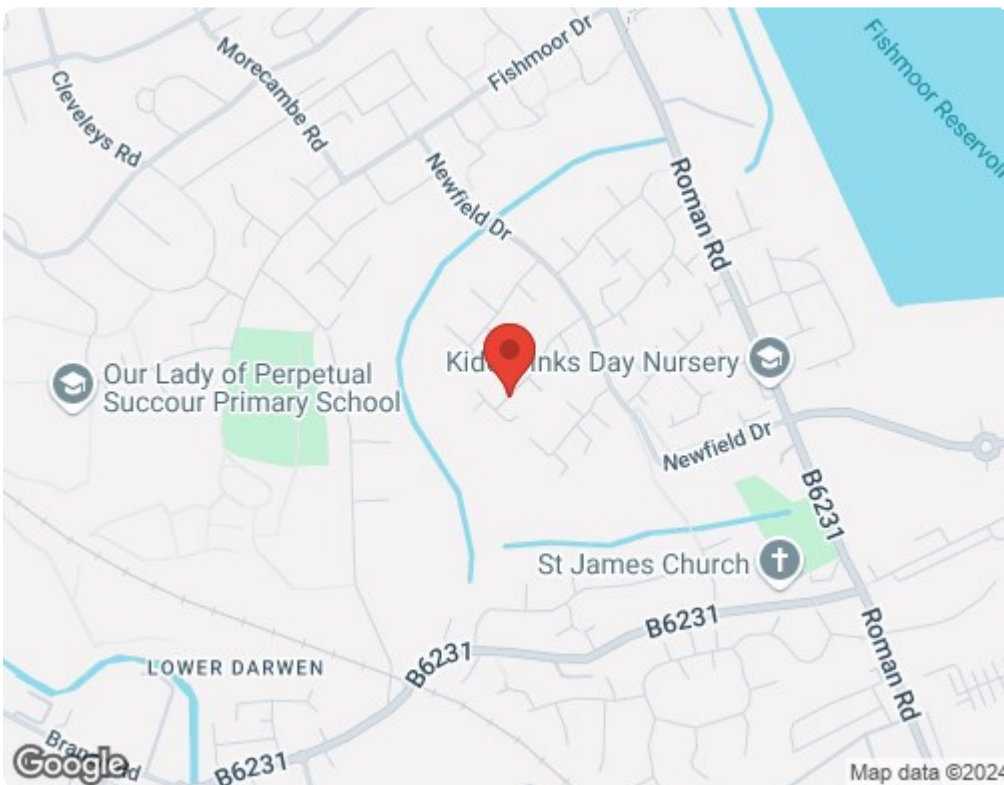 Fishmoor Dr
Morecambe Rd
Cleveleys Rd
Fishmoor Reservoir
Newfield Dr
Roman Rd
Our Lady of Perpetual
Succour Primary School
inks Day Nursery
Newfield Dr
B6231
St James Church
B6231
B6231
Roman Rd
LOWER DARWEN
B6231
Google
Map data ©2024